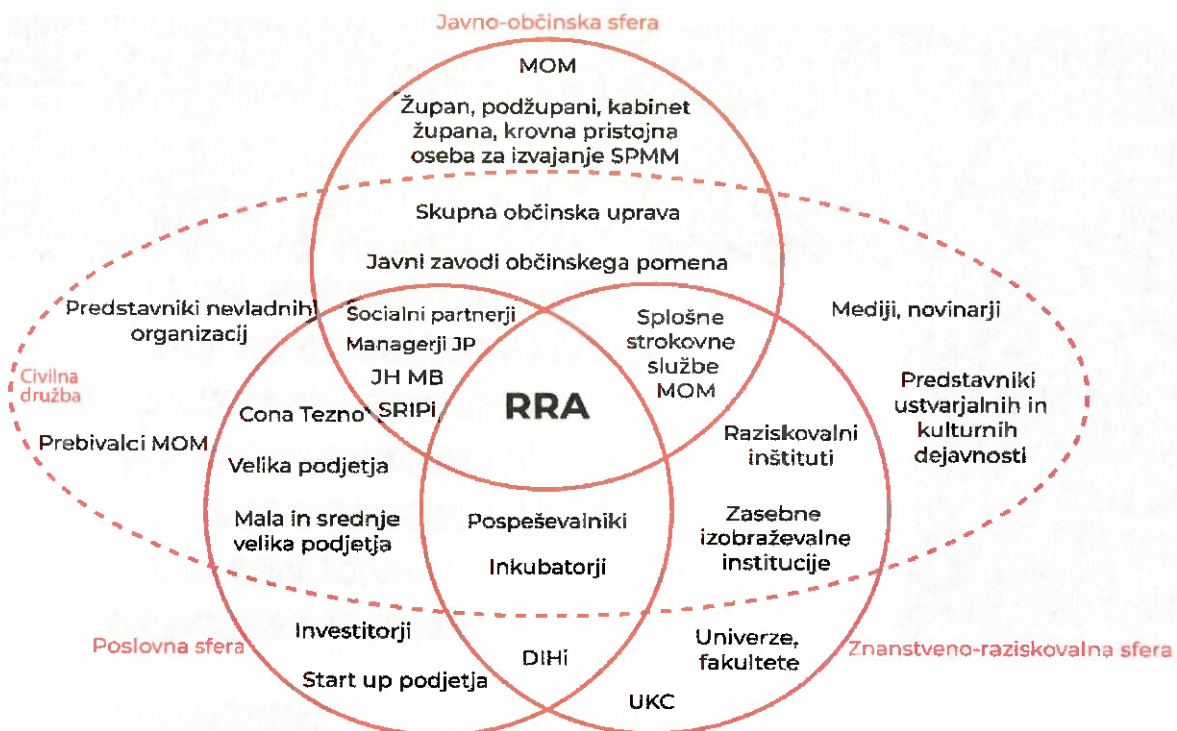 Javno-občinska sfera
MOM
Župan, podžupani, kabinet
župana, krovna pristojna
oseba za izvajanje SPMM
Skupna občinska uprava
Javni zavodi občinskega pomena
Predstavniki nevladnih
organizacij
Socialni partnerji
Managerji JP
JH MB
SRIPi
Splošne
strokovne
službe
MOM
Mediji, novinarji
Civilna
družba
Cona Tezno
RRA
Predstavniki
ustvarjalnih in
kulturnih
dejavnosti
Prebivalci MOM
Velika podjetja
Raziskovalni
inštituti
Mala in srednje
velika podjetja
Pospeševalniki
Inkubatorji
Zasebne
izobraževalne
institucije
Poslovna sfera
Investitorji
Start up podjetja
DIHi
Univerze,
fakultete
UKC
Znanstveno-raziskovalna sfera